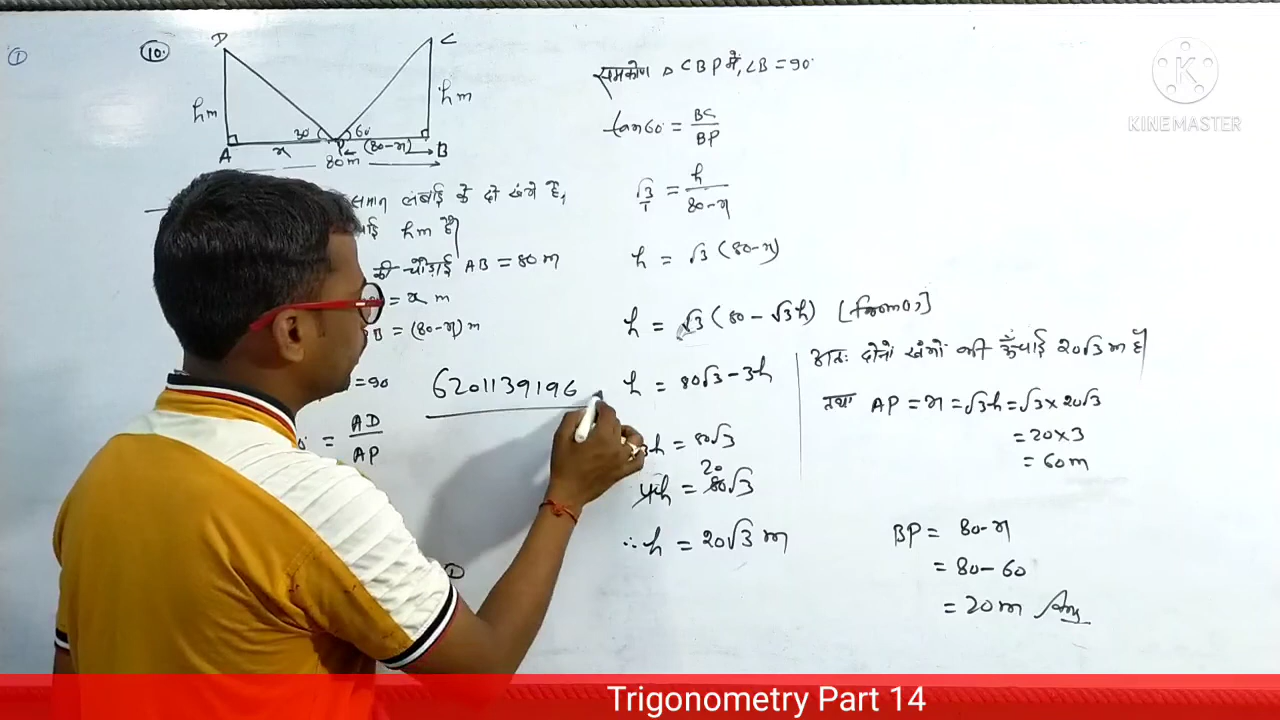 10.
D
C
h m
h m
30°
60°
A
x
P
(80-x)
B
80 m
समान लंबाई के दो खंभे हैं,
h m है।
की चौड़ाई AB = 80 m
= x m
B = (80-x) m
= 90
= AD
AP
6201139196
समकोण Δ CBP में, ∠B = 90°
tan60° = BC
BP
√3 = h
1 80-x
h = √3 (80-x)
h = √3 (80 - √3h) [from ①]
h = 80√3 - 3h
3h = 80√3
20
4h = 80√3
∴ h = 20√3 m
अतः दोनों खंभों की ऊँचाई 20√3 m है
तथा AP = x = √3h = √3 x 20√3
= 20 x 3
= 60m
BP = 80-x
= 80-60
= 20m Ans
KINEMASTER
Trigonometry Part 14